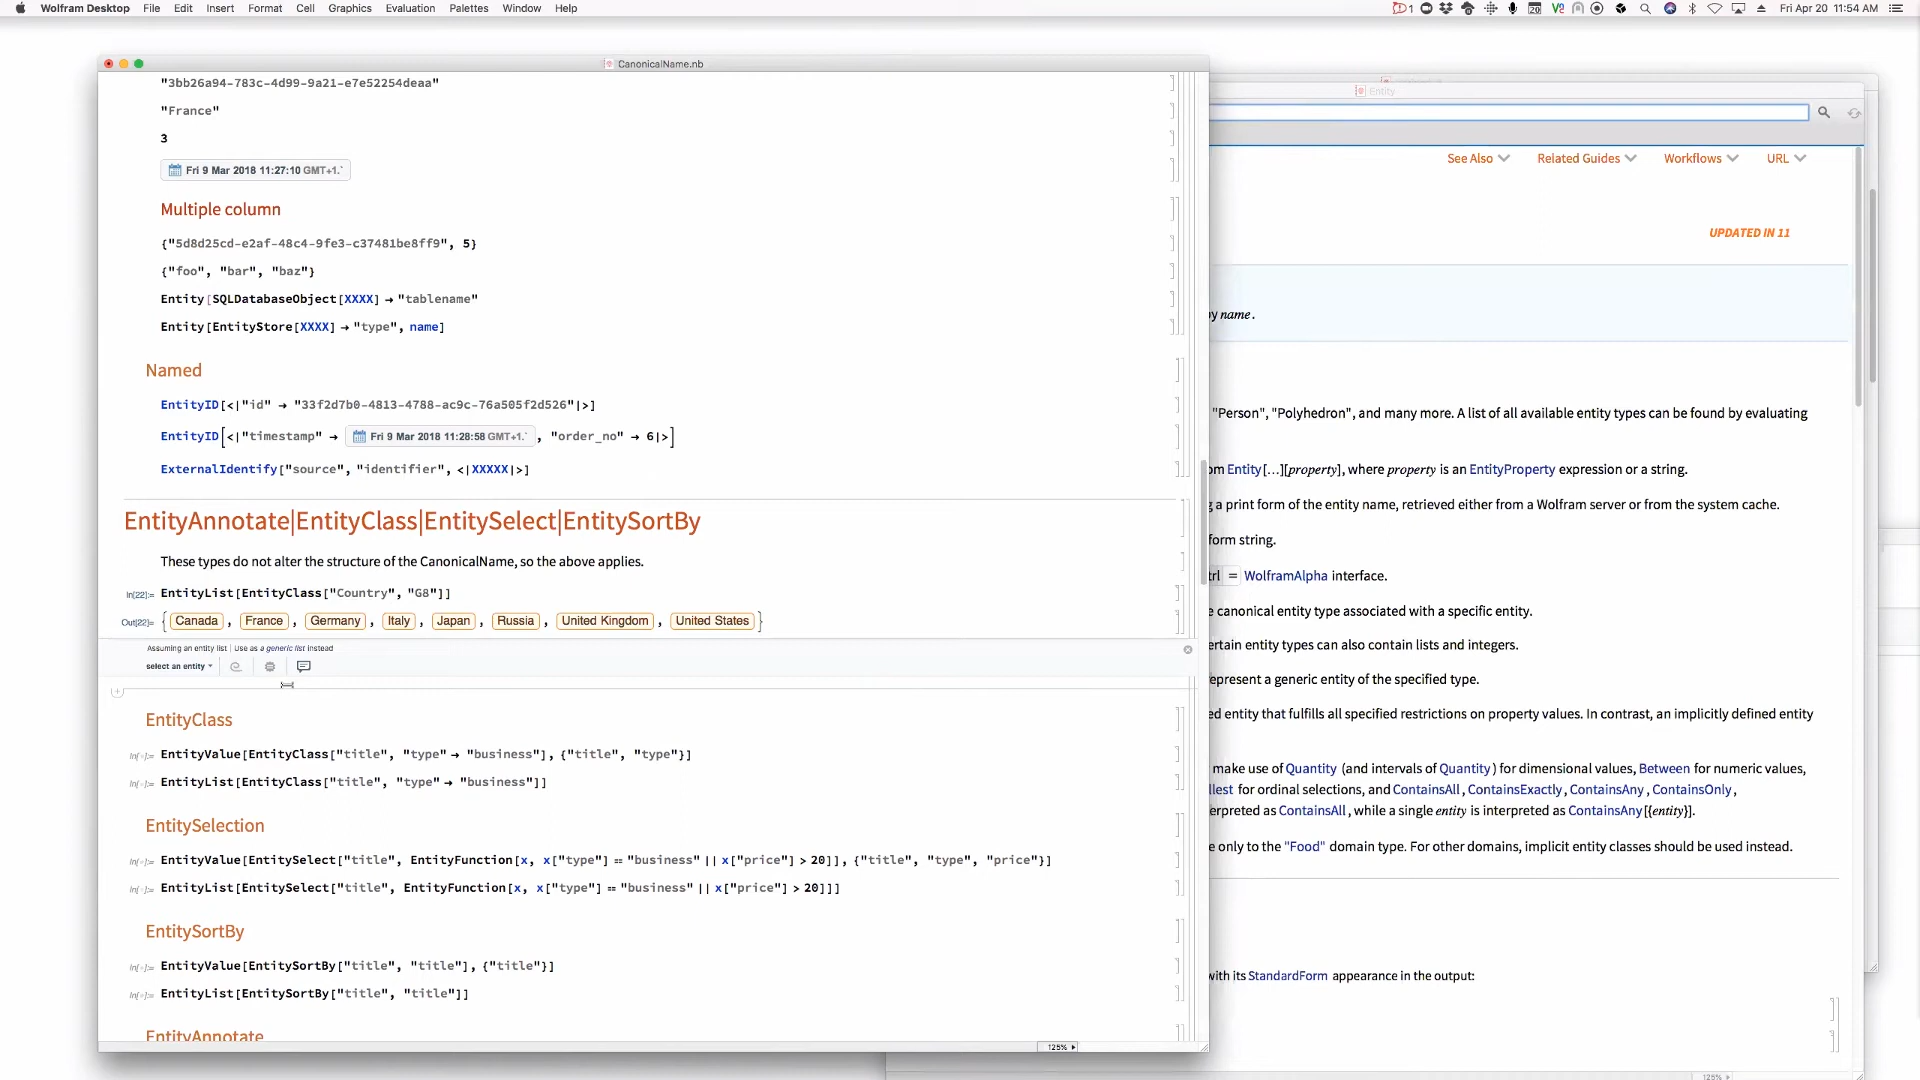 Wolfram Desktop File Edit Insert Format Cell Graphics Evaluation Palettes Window Help
1 20 V2 Fri Apr 20 11:54 AM
CanonicalName.nb
"3bb26a94-783c-4d99-9a21-e7e52254deaa"
"France"
3
Fri 9 Mar 2018 11:27:10 GMT+1.`
Multiple column
{"5d8d25cd-e2af-48c4-9fe3-c37481be8ff9", 5}
{"foo", "bar", "baz"}
Entity[SQLDatabaseObject[XXXX] → "tablename"
Entity[EntityStore[XXXX] → "type", name]
Named
EntityID[<|"id" → "33f2d7b0-4813-4788-ac9c-76a505f2d526"|>]
EntityID[<|"timestamp" → Fri 9 Mar 2018 11:28:58 GMT+1.`, "order_no" → 6|>]
ExternalIdentify["source", "identifier", <|XXXXX|>]
EntityAnnotate|EntityClass|EntitySelect|EntitySortBy
These types do not alter the structure of the CanonicalName, so the above applies.
In[22]:= EntityList[EntityClass["Country", "G8"]]
Out[22]= { Canada , France , Germany , Italy , Japan , Russia , United Kingdom , United States }
Assuming an entity list | Use as a generic list instead
select an entity
EntityClass
In[·]:= EntityValue[EntityClass["title", "type" → "business"], {"title", "type"}]
In[·]:= EntityList[EntityClass["title", "type" → "business"]]
EntitySelection
In[·]:= EntityValue[EntitySelect["title", EntityFunction[x, x["type"] == "business" || x["price"] > 20]], {"title", "type", "price"}]
In[·]:= EntityList[EntitySelect["title", EntityFunction[x, x["type"] == "business" || x["price"] > 20]]]
EntitySortBy
In[·]:= EntityValue[EntitySortBy["title", "title"], {"title"}]
In[·]:= EntityList[EntitySortBy["title", "title"]]
EntityAnnotate
125%
Entity
See Also Related Guides Workflows URL
UPDATED IN 11
y name.
"Person", "Polyhedron", and many more. A list of all available entity types can be found by evaluating
om Entity[…][property], where property is an EntityProperty expression or a string.
g a print form of the entity name, retrieved either from a Wolfram server or from the system cache.
form string.
trl = WolframAlpha interface.
e canonical entity type associated with a specific entity.
ertain entity types can also contain lists and integers.
epresent a generic entity of the specified type.
ed entity that fulfills all specified restrictions on property values. In contrast, an implicitly defined entity
make use of Quantity (and intervals of Quantity) for dimensional values, Between for numeric values,
llest for ordinal selections, and ContainsAll, ContainsExactly, ContainsAny, ContainsOnly,
erpreted as ContainsAll, while a single entity is interpreted as ContainsAny[{entity}].
e only to the "Food" domain type. For other domains, implicit entity classes should be used instead.
with its StandardForm appearance in the output:
125%